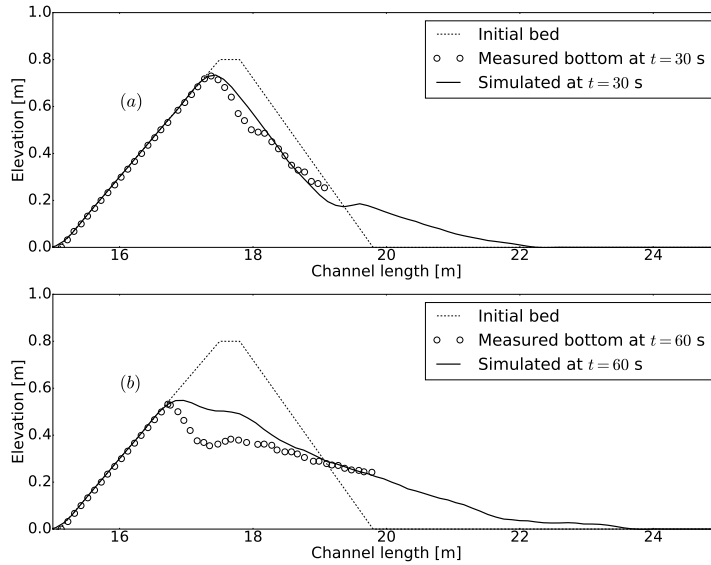 1.0
0.8
0.6
0.4
0.2
0.0
Elevation [m]
(a)
Initial bed
Measured bottom at t = 30 s
Simulated at t = 30 s
16 18 20 22 24
Channel length [m]
1.0
0.8
0.6
0.4
0.2
0.0
Elevation [m]
(b)
Initial bed
Measured bottom at t = 60 s
Simulated at t = 60 s
16 18 20 22 24
Channel length [m]